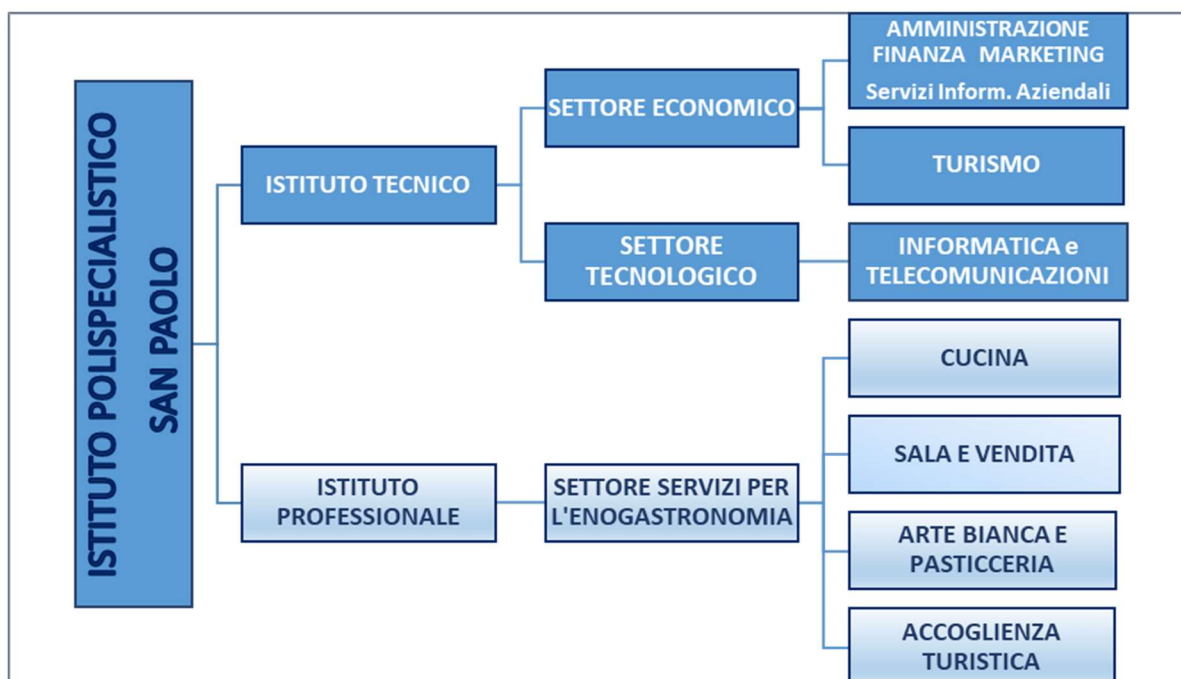 ISTITUTO POLISPECIALISTICO
SAN PAOLO
ISTITUTO TECNICO
SETTORE ECONOMICO
AMMINISTRAZIONE
FINANZA MARKETING
Servizi Inform. Aziendali
TURISMO
SETTORE
TECNOLOGICO
INFORMATICA e
TELECOMUNICAZIONI
ISTITUTO
PROFESSIONALE
SETTORE SERVIZI PER
L'ENOGASTRONOMIA
CUCINA
SALA E VENDITA
ARTE BIANCA E
PASTICCERIA
ACCOGLIENZA
TURISTICA